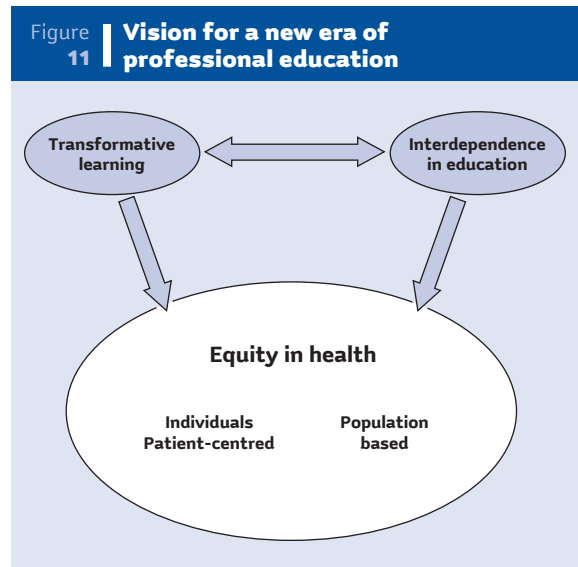 Figure
11
Vision for a new era of
professional education
Transformative
learning
Interdependence
in education
Equity in health
Individuals
Patient-centred
Population
based